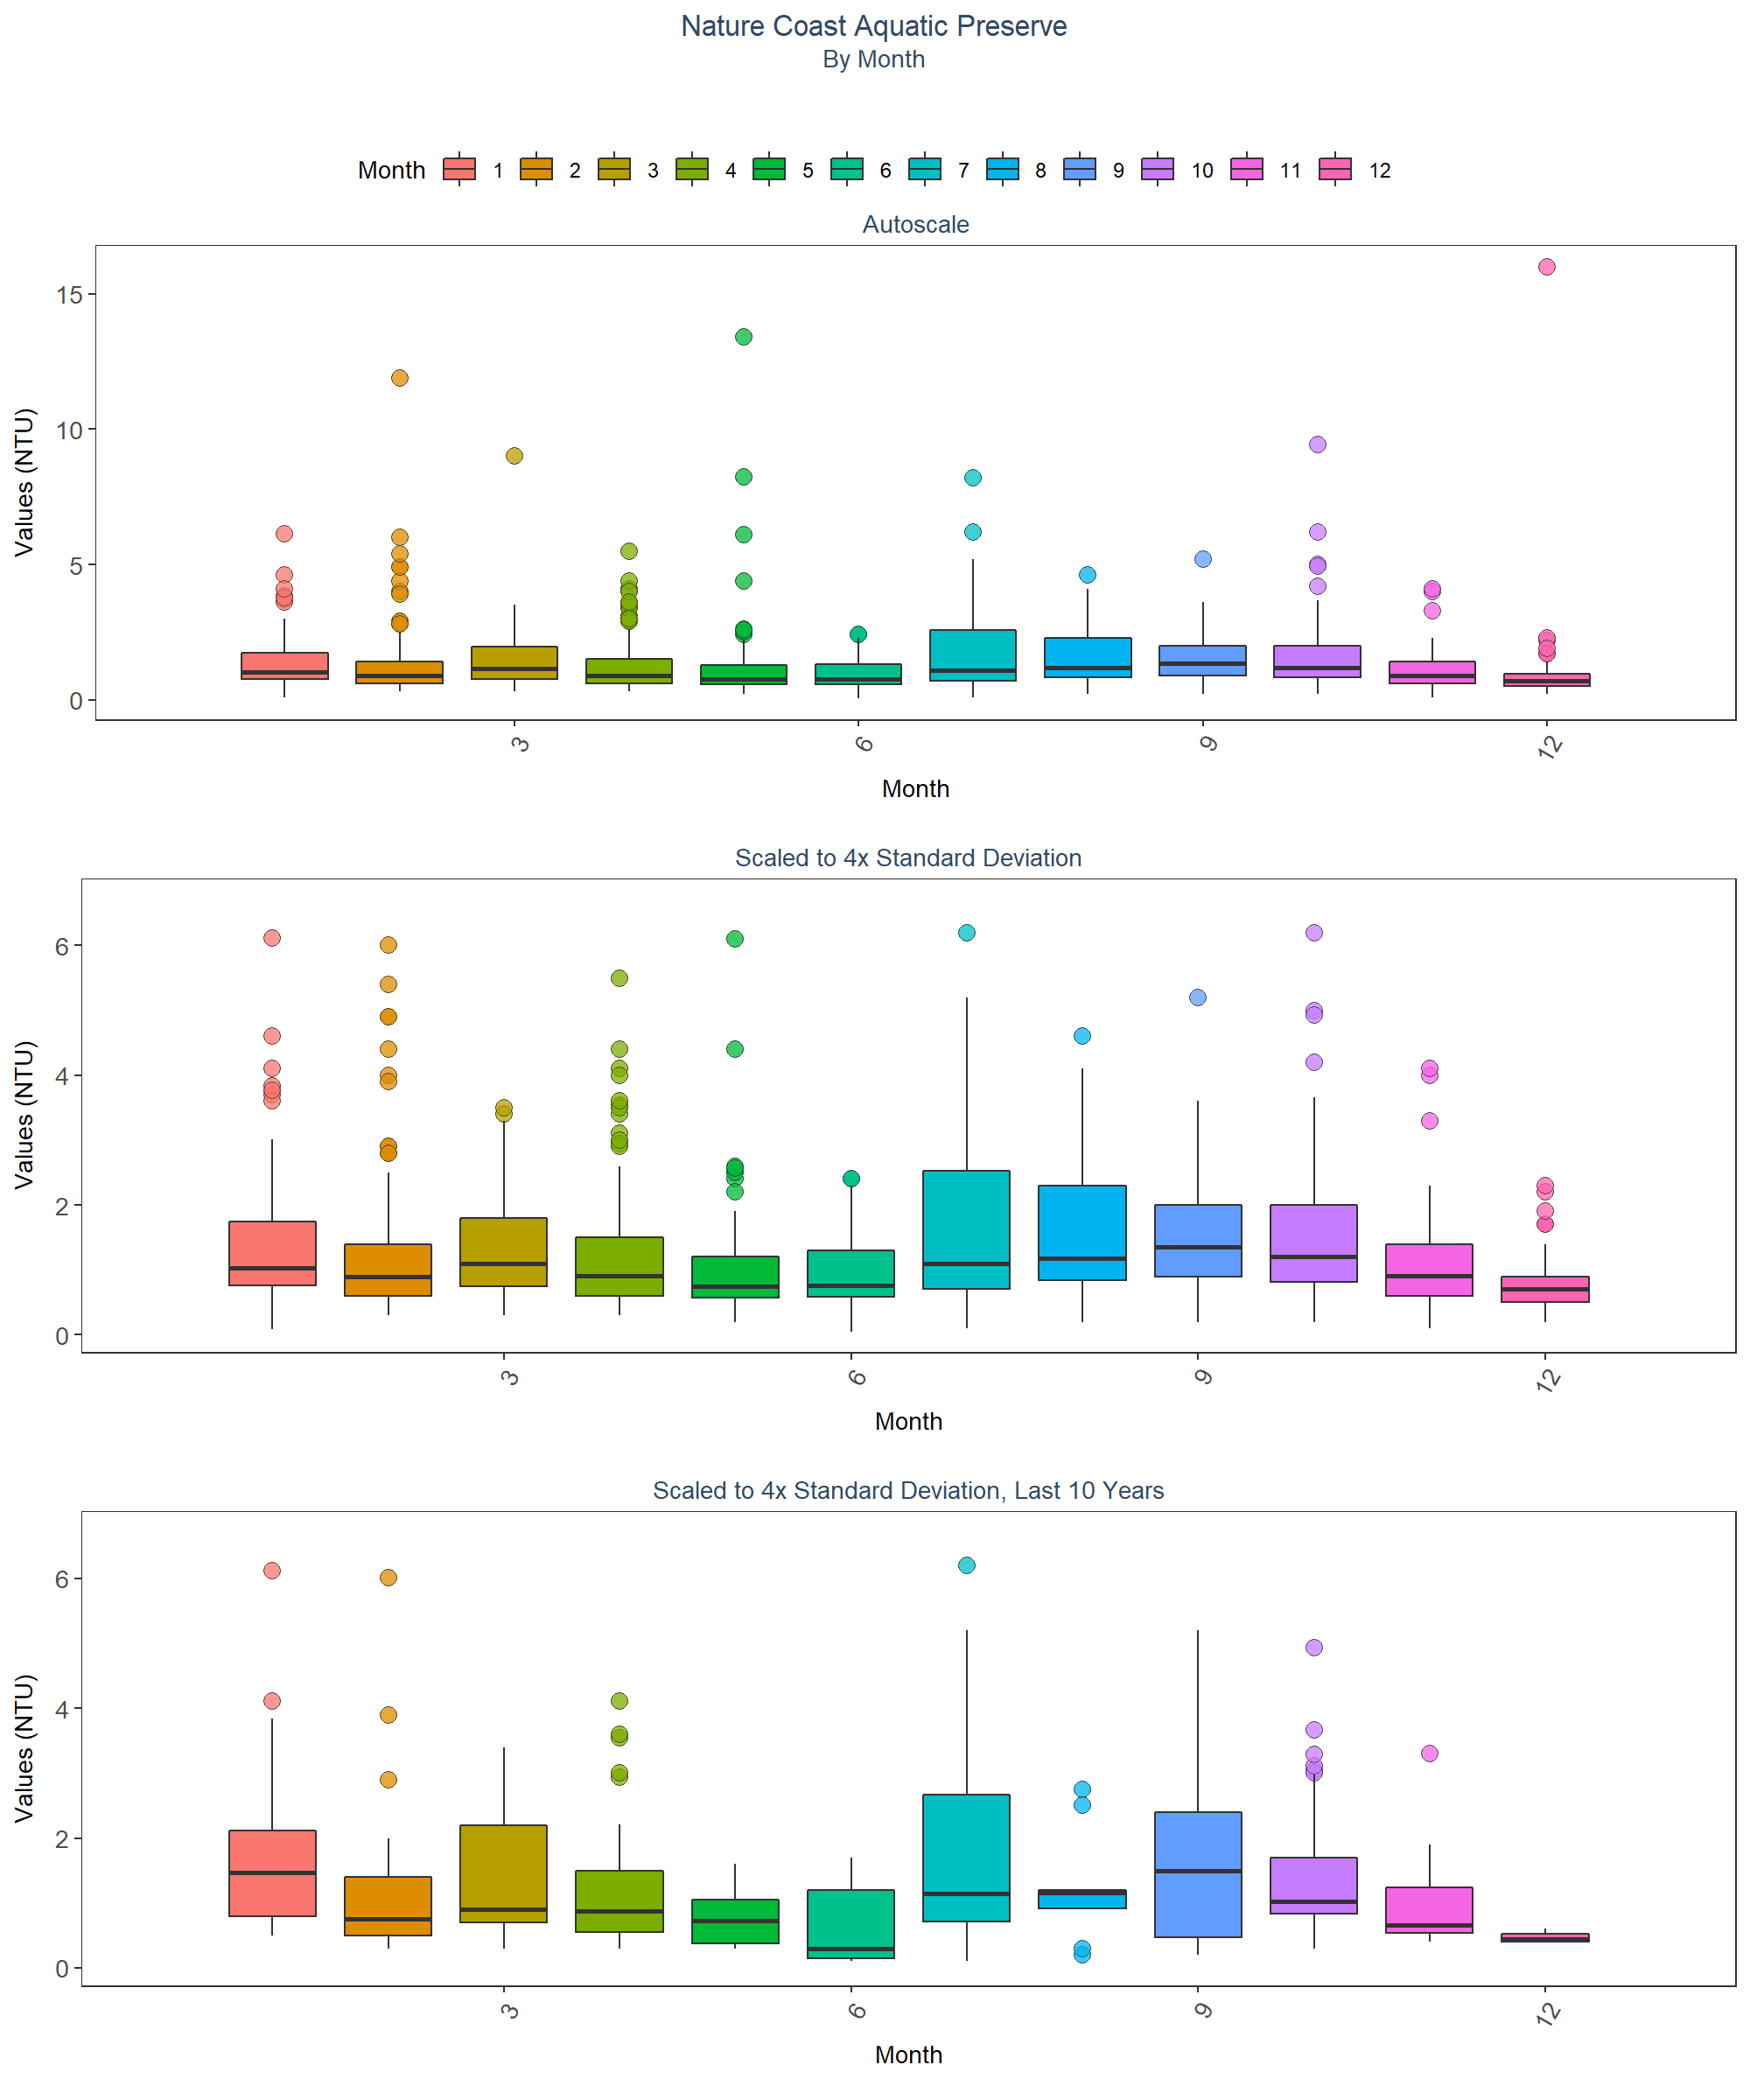 Nature Coast Aquatic Preserve
By Month
Month 1 2 3 4 5 6 7 8 9 10 11 12
Autoscale
Values (NTU)
15
10
5
0
3 6 9 12
Month
Scaled to 4x Standard Deviation
Values (NTU)
6
4
2
0
3 6 9 12
Month
Scaled to 4x Standard Deviation, Last 10 Years
Values (NTU)
6
4
2
0
3 6 9 12
Month